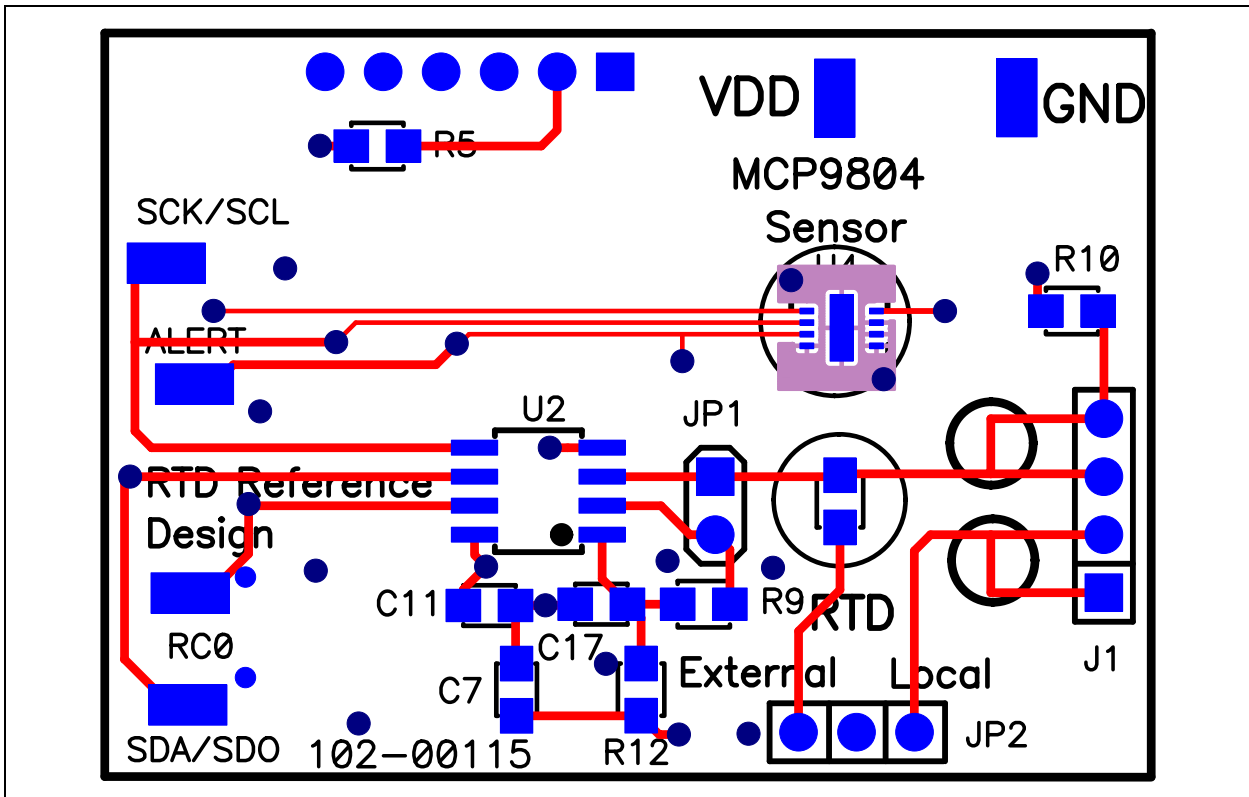 VDD
GND
R5
MCP9804
Sensor
SCK/SCL
U4
R10
ALERT
U2
JP1
RTD Reference
Design
C11
R9
RTD
RC0
C17
J1
External
Local
C7
JP2
SDA/SDO
102-00115
R12